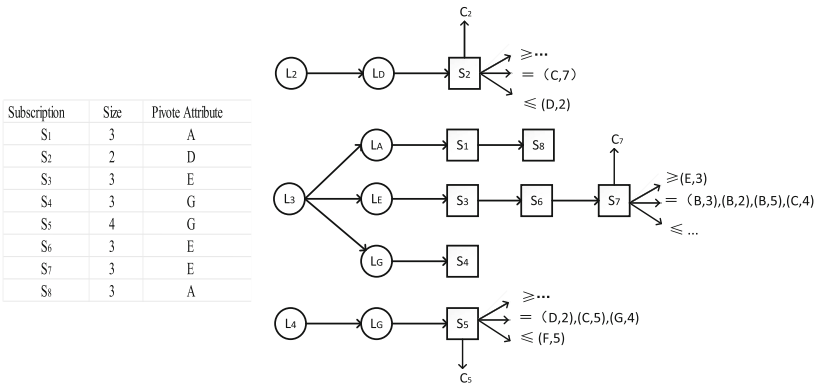 Subscription Size Pivote Attribute
S1 3 A
S2 2 D
S3 3 E
S4 3 G
S5 4 G
S6 3 E
S7 3 E
S8 3 A
C2
L2 LD S2
≥⋯
= (C,7)
≤ (D,2)
LA S1 S8
C7
L3 LE S3 S6 S7
≥(E,3)
= (B,3),(B,2),(B,5),(C,4)
≤ ...
LG S4
L4 LG S5
≥⋯
= (D,2),(C,5),(G,4)
≤ (F,5)
C5